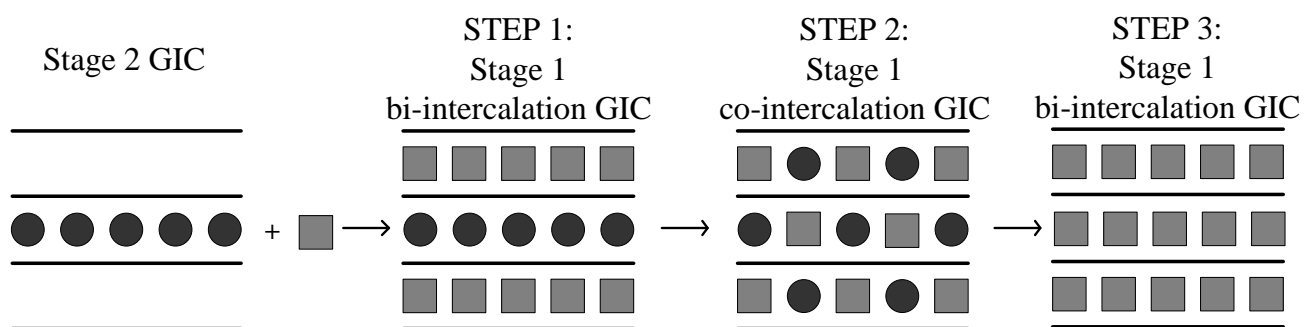 Stage 2 GIC
STEP 1:
Stage 1
bi-intercalation GIC
STEP 2:
Stage 1
co-intercalation GIC
STEP 3:
Stage 1
bi-intercalation GIC
+